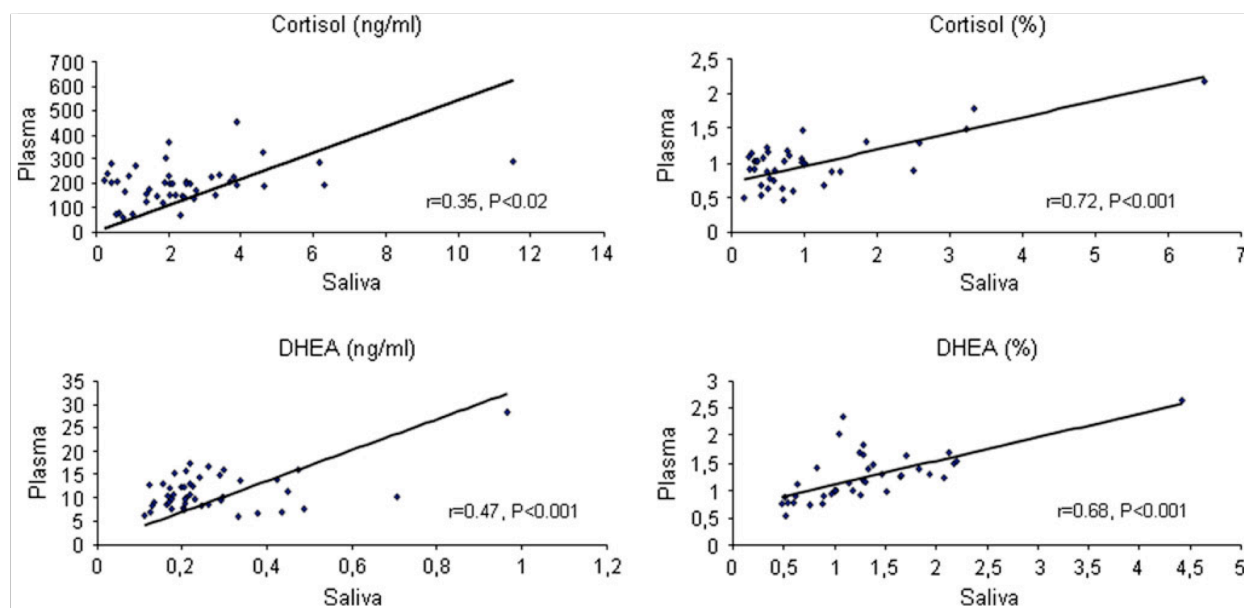 Cortisol (ng/ml)
Plasma
700
600
500
400
300
200
100
0
0 2 4 6 8 10 12 14
Saliva
r=0.35, P<0.02
Cortisol (%)
Plasma
2,5
2
1,5
1
0,5
0
0 1 2 3 4 5 6 7
Saliva
r=0.72, P<0.001
DHEA (ng/ml)
Plasma
35
30
25
20
15
10
5
0
0 0,2 0,4 0,6 0,8 1 1,2
Saliva
r=0.47, P<0.001
DHEA (%)
Plasma
3
2,5
2
1,5
1
0,5
0
0 0,5 1 1,5 2 2,5 3 3,5 4 4,5 5
Saliva
r=0.68, P<0.001